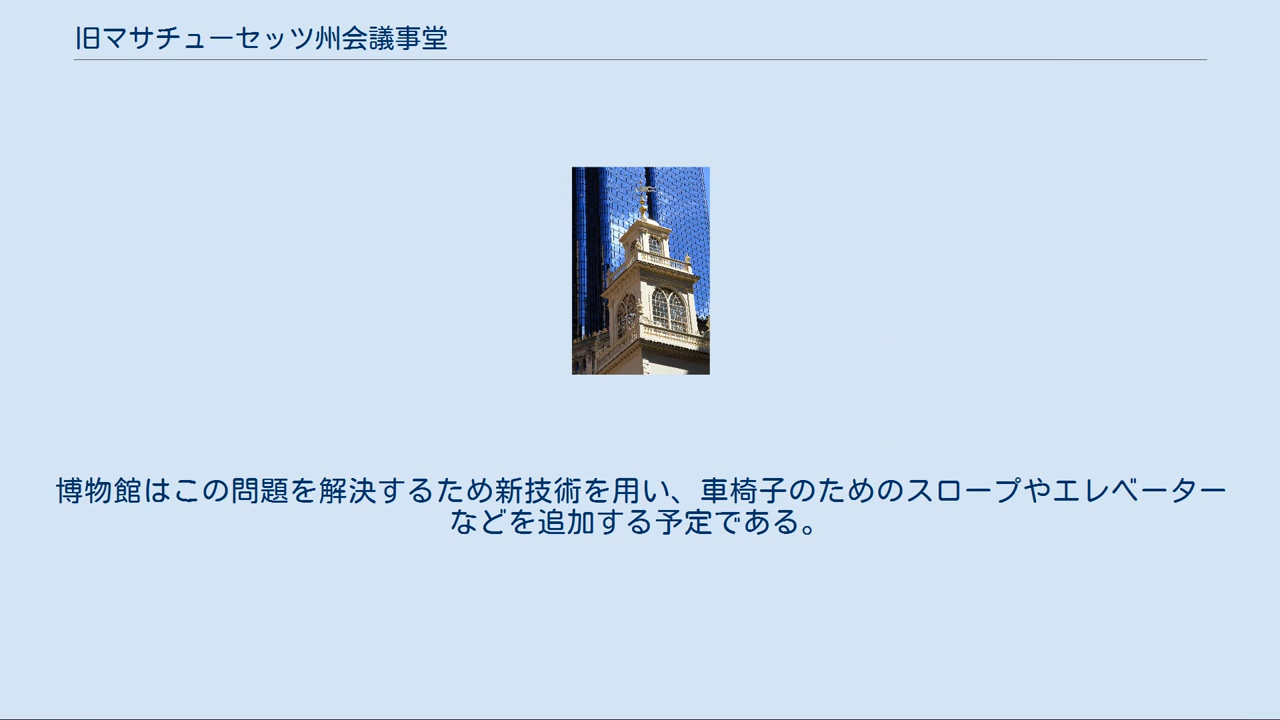 旧マサチューセッツ州会議事堂
博物館はこの問題を解決するため新技術を用い、車椅子のためのスロープやエレベーター
などを追加する予定である。